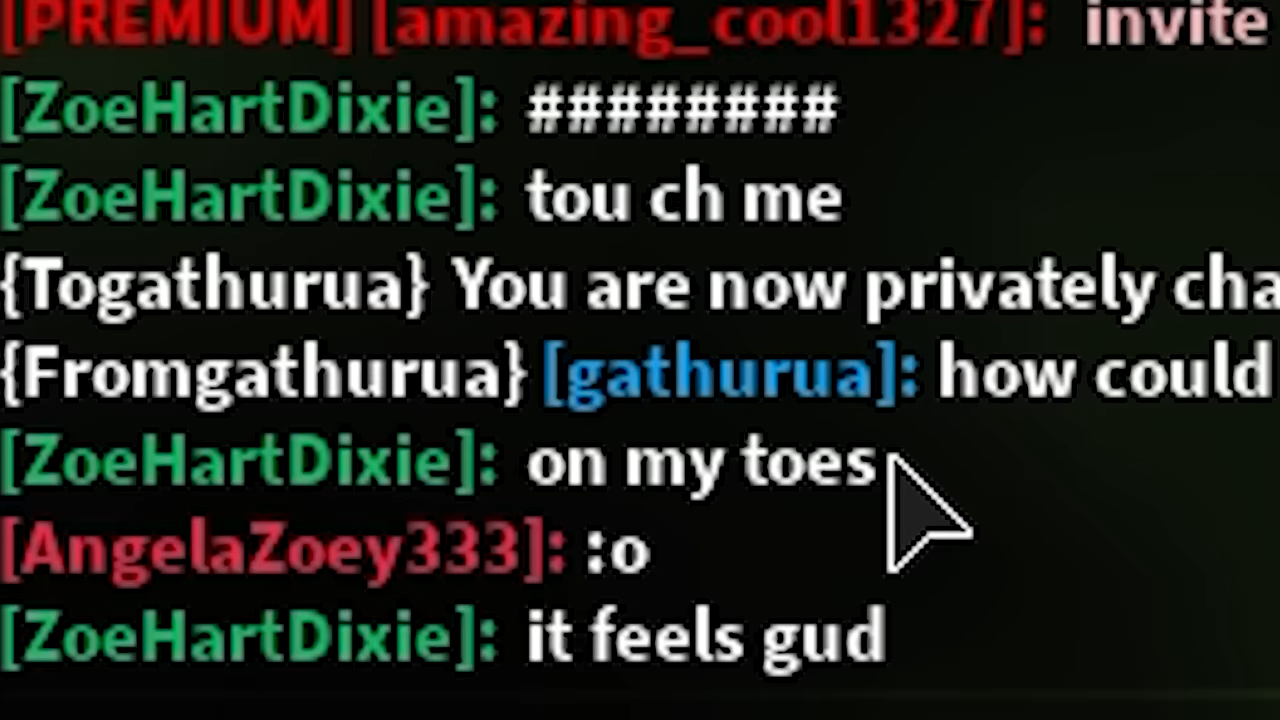 [PREMIUM] [amazing_cool1327]: invite
[ZoeHartDixie]: ########
[ZoeHartDixie]: tou ch me
{Togathurua} You are now privately cha
{Fromgathurua} [gathurua]: how could
[ZoeHartDixie]: on my toes
[AngelaZoey333]: :o
[ZoeHartDixie]: it feels gud